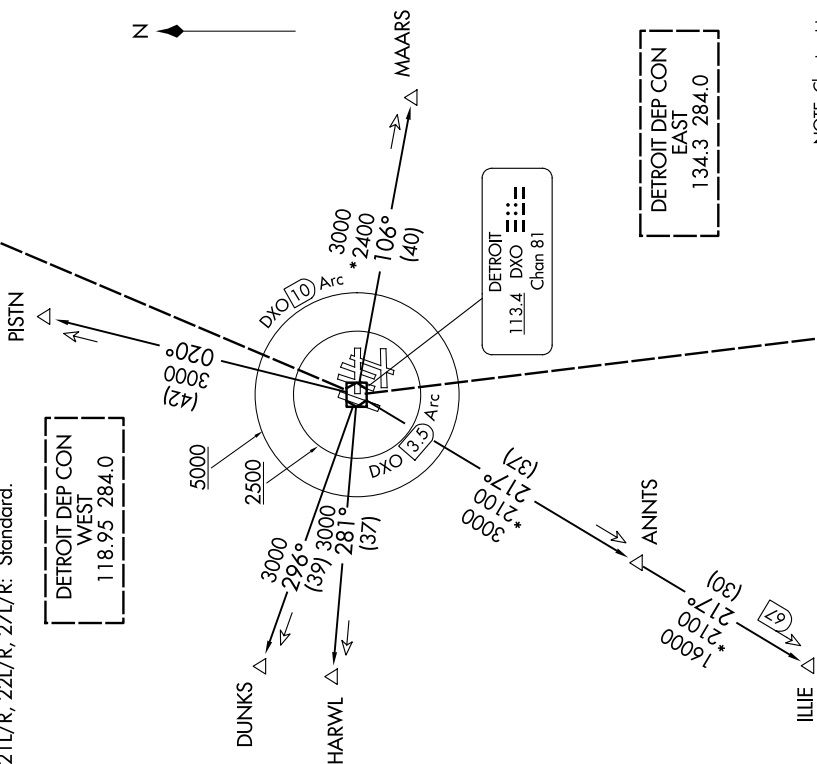 21L/R, 22L/R, 27L/R: Standard.
DETROIT DEP CON
WEST
118.95 284.0
PISTN
N
MAARS
(42)
3000
020°
DXO 10 Arc
3000
*2400
106°
(40)
5000
2500
DETROIT
113.4 DXO
Chan 81
DETROIT DEP CON
EAST
134.3 284.0
DXO 3.5 Arc
3000
296°
(39)
DUNKS
3000
281°
(37)
HARWL
3000
*2100
217°
(37)
ANNTS
16000
*2100
217°
(30)
67
ILLIE